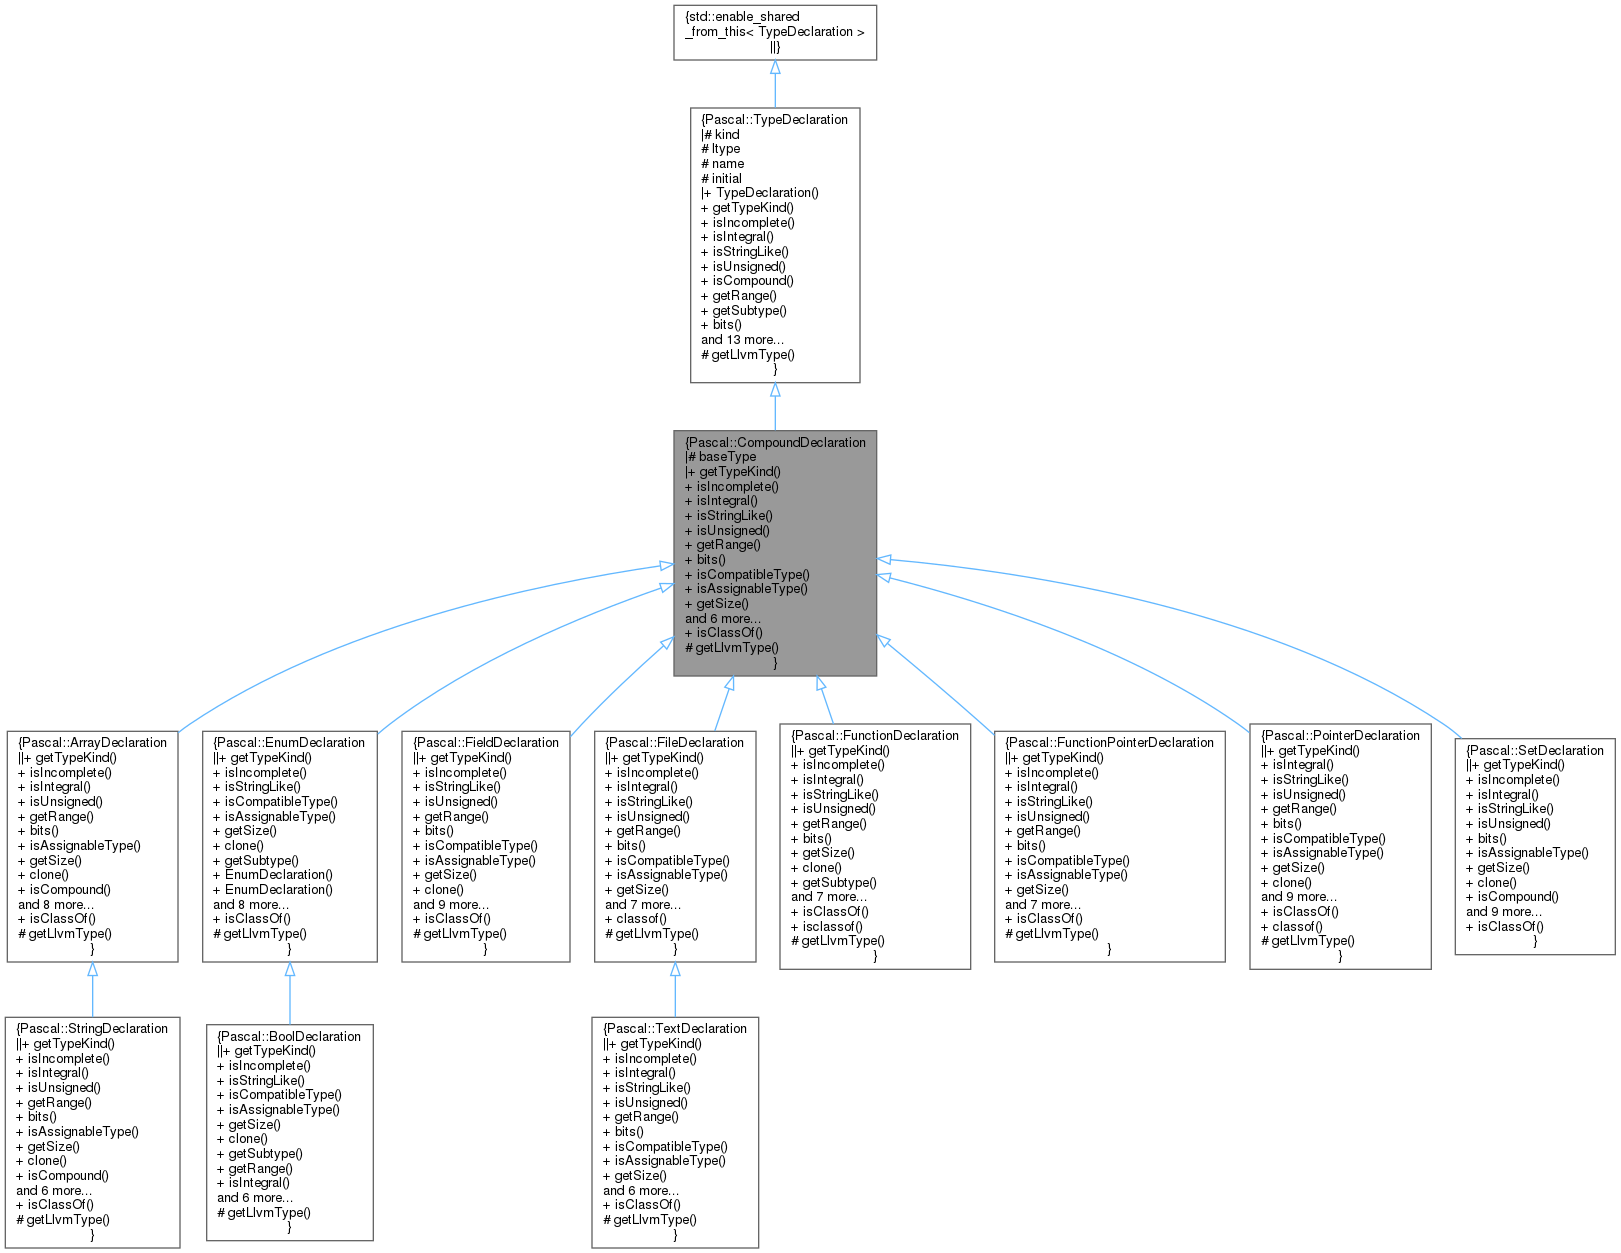 {std::enable_shared
_from_this< TypeDeclaration >
||}
{Pascal::TypeDeclaration
|# kind
# ltype
# name
# initial
|+ TypeDeclaration()
+ getTypeKind()
+ isIncomplete()
+ isIntegral()
+ isStringLike()
+ isUnsigned()
+ isCompound()
+ getRange()
+ getSubtype()
+ bits()
and 13 more...
# getLlvmType()
}
{Pascal::CompoundDeclaration
|# baseType
|+ getTypeKind()
+ isIncomplete()
+ isIntegral()
+ isStringLike()
+ isUnsigned()
+ getRange()
+ bits()
+ isCompatibleType()
+ isAssignableType()
+ getSize()
and 6 more...
+ isClassOf()
# getLlvmType()
}
{Pascal::ArrayDeclaration
||+ getTypeKind()
+ isIncomplete()
+ isIntegral()
+ isUnsigned()
+ getRange()
+ bits()
+ isAssignableType()
+ getSize()
+ clone()
+ isCompound()
and 8 more...
+ isClassOf()
# getLlvmType()
}
{Pascal::EnumDeclaration
||+ getTypeKind()
+ isIncomplete()
+ isStringLike()
+ isCompatibleType()
+ isAssignableType()
+ getSize()
+ clone()
+ getSubtype()
+ EnumDeclaration()
+ EnumDeclaration()
and 8 more...
+ isClassOf()
# getLlvmType()
}
{Pascal::FieldDeclaration
||+ getTypeKind()
+ isIncomplete()
+ isStringLike()
+ isUnsigned()
+ getRange()
+ bits()
+ isCompatibleType()
+ isAssignableType()
+ getSize()
+ clone()
and 9 more...
+ isClassOf()
# getLlvmType()
}
{Pascal::FileDeclaration
||+ getTypeKind()
+ isIncomplete()
+ isIntegral()
+ isStringLike()
+ isUnsigned()
+ getRange()
+ bits()
+ isCompatibleType()
+ isAssignableType()
+ getSize()
and 7 more...
+ classof()
# getLlvmType()
}
{Pascal::FunctionDeclaration
||+ getTypeKind()
+ isIncomplete()
+ isIntegral()
+ isStringLike()
+ isUnsigned()
+ getRange()
+ bits()
+ getSize()
+ clone()
+ getSubtype()
and 7 more...
+ isClassOf()
+ isclassof()
# getLlvmType()
}
{Pascal::FunctionPointerDeclaration
||+ getTypeKind()
+ isIncomplete()
+ isIntegral()
+ isStringLike()
+ isUnsigned()
+ getRange()
+ bits()
+ isCompatibleType()
+ isAssignableType()
+ getSize()
and 7 more...
+ isClassOf()
# getLlvmType()
}
{Pascal::PointerDeclaration
||+ getTypeKind()
+ isIntegral()
+ isStringLike()
+ isUnsigned()
+ getRange()
+ bits()
+ isCompatibleType()
+ isAssignableType()
+ getSize()
+ clone()
and 9 more...
+ isClassOf()
+ classof()
# getLlvmType()
}
{Pascal::SetDeclaration
||+ getTypeKind()
+ isIncomplete()
+ isIntegral()
+ isStringLike()
+ isUnsigned()
+ bits()
+ isAssignableType()
+ getSize()
+ clone()
+ isCompound()
and 9 more...
+ isClassOf()
}
{Pascal::StringDeclaration
||+ getTypeKind()
+ isIncomplete()
+ isIntegral()
+ isUnsigned()
+ getRange()
+ bits()
+ isAssignableType()
+ getSize()
+ clone()
+ isCompound()
and 6 more...
+ isClassOf()
# getLlvmType()
}
{Pascal::BoolDeclaration
||+ getTypeKind()
+ isIncomplete()
+ isStringLike()
+ isCompatibleType()
+ isAssignableType()
+ getSize()
+ clone()
+ getSubtype()
+ getRange()
+ isIntegral()
and 6 more...
# getLlvmType()
}
{Pascal::TextDeclaration
||+ getTypeKind()
+ isIncomplete()
+ isIntegral()
+ isStringLike()
+ isUnsigned()
+ getRange()
+ bits()
+ isCompatibleType()
+ isAssignableType()
+ getSize()
and 6 more...
+ isClassOf()
# getLlvmType()
}